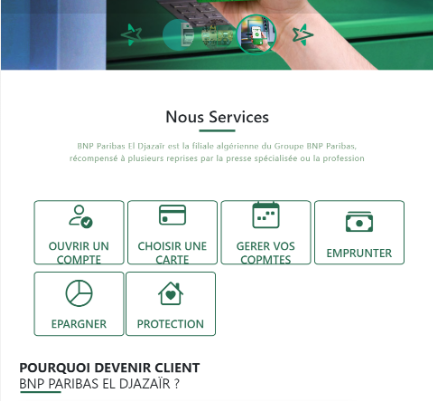 Nous Services
BNP Paribas El Djazaïr est la filiale algérienne du Groupe BNP Paribas,
récompensé à plusieurs reprises par la presse spécialisée ou la profession
OUVRIR UN
COMPTE
CHOISIR UNE
CARTE
GERER VOS
COPMTES
EMPRUNTER
EPARGNER
PROTECTION
POURQUOI DEVENIR CLIENT
BNP PARIBAS EL DJAZAÏR ?